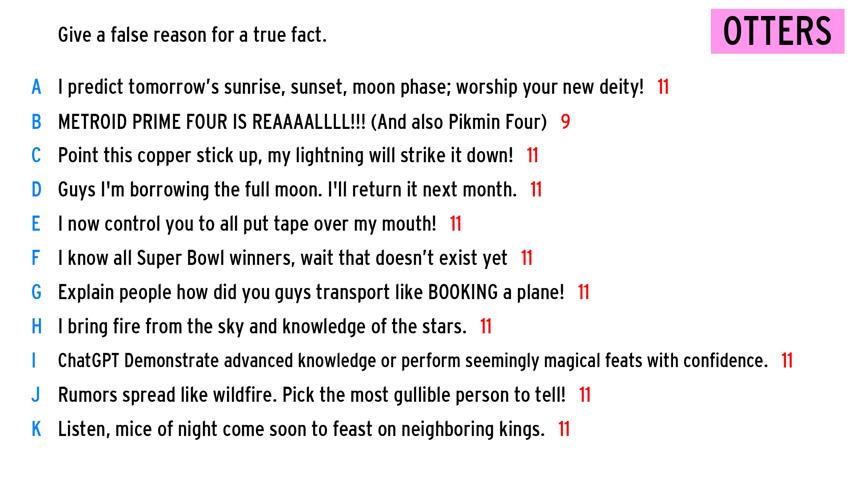 Give a false reason for a true fact.
OTTERS
A I predict tomorrow’s sunrise, sunset, moon phase; worship your new deity! 11
B METROID PRIME FOUR IS REAAAALLLL!!! (And also Pikmin Four) 9
C Point this copper stick up, my lightning will strike it down! 11
D Guys I'm borrowing the full moon. I'll return it next month. 11
E I now control you to all put tape over my mouth! 11
F I know all Super Bowl winners, wait that doesn’t exist yet 11
G Explain people how did you guys transport like BOOKING a plane! 11
H I bring fire from the sky and knowledge of the stars. 11
I ChatGPT Demonstrate advanced knowledge or perform seemingly magical feats with confidence. 11
J Rumors spread like wildfire. Pick the most gullible person to tell! 11
K Listen, mice of night come soon to feast on neighboring kings. 11